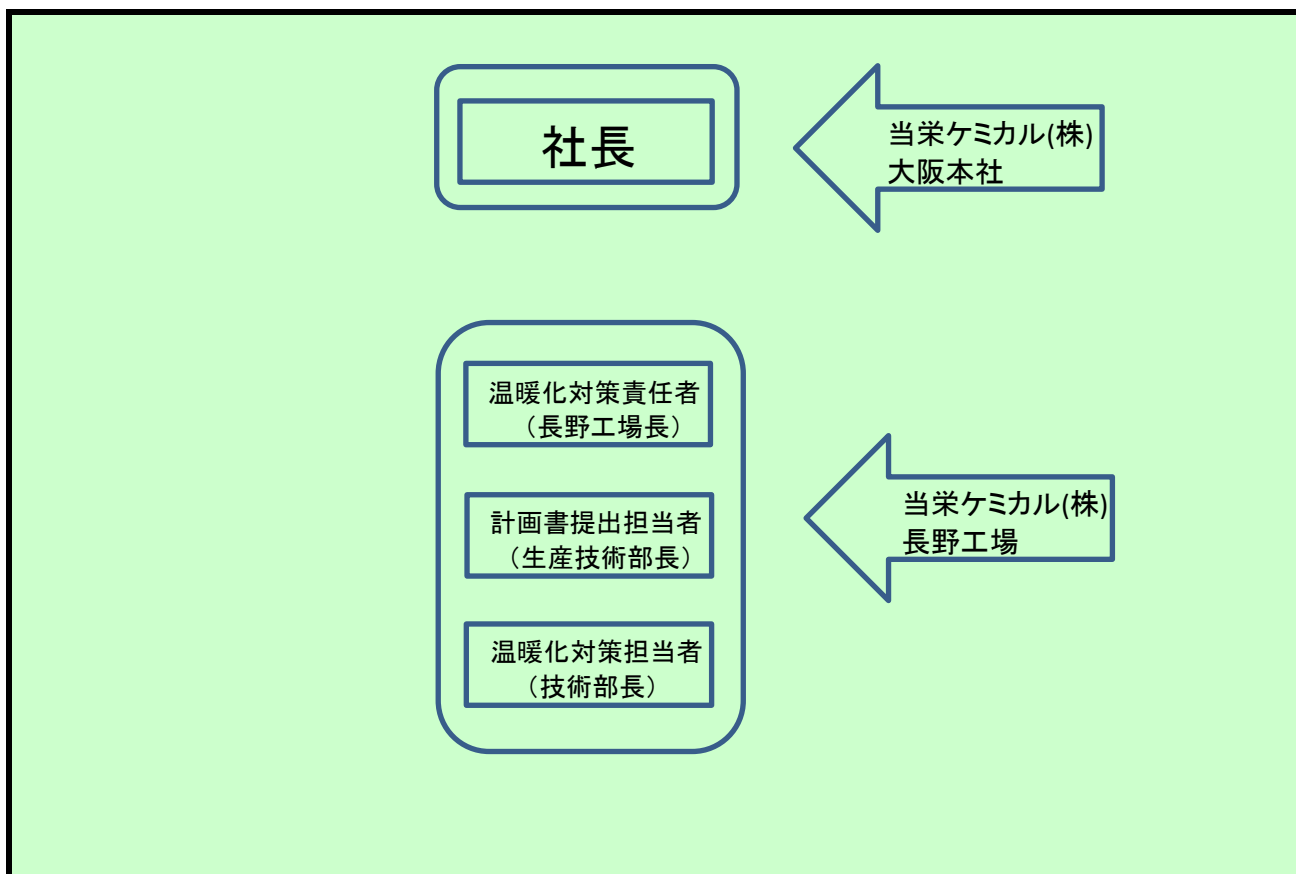 社長
当栄ケミカル(株)
大阪本社
温暖化対策責任者
（長野工場長）
計画書提出担当者
（生産技術部長）
温暖化対策担当者
（技術部長）
当栄ケミカル(株)
長野工場